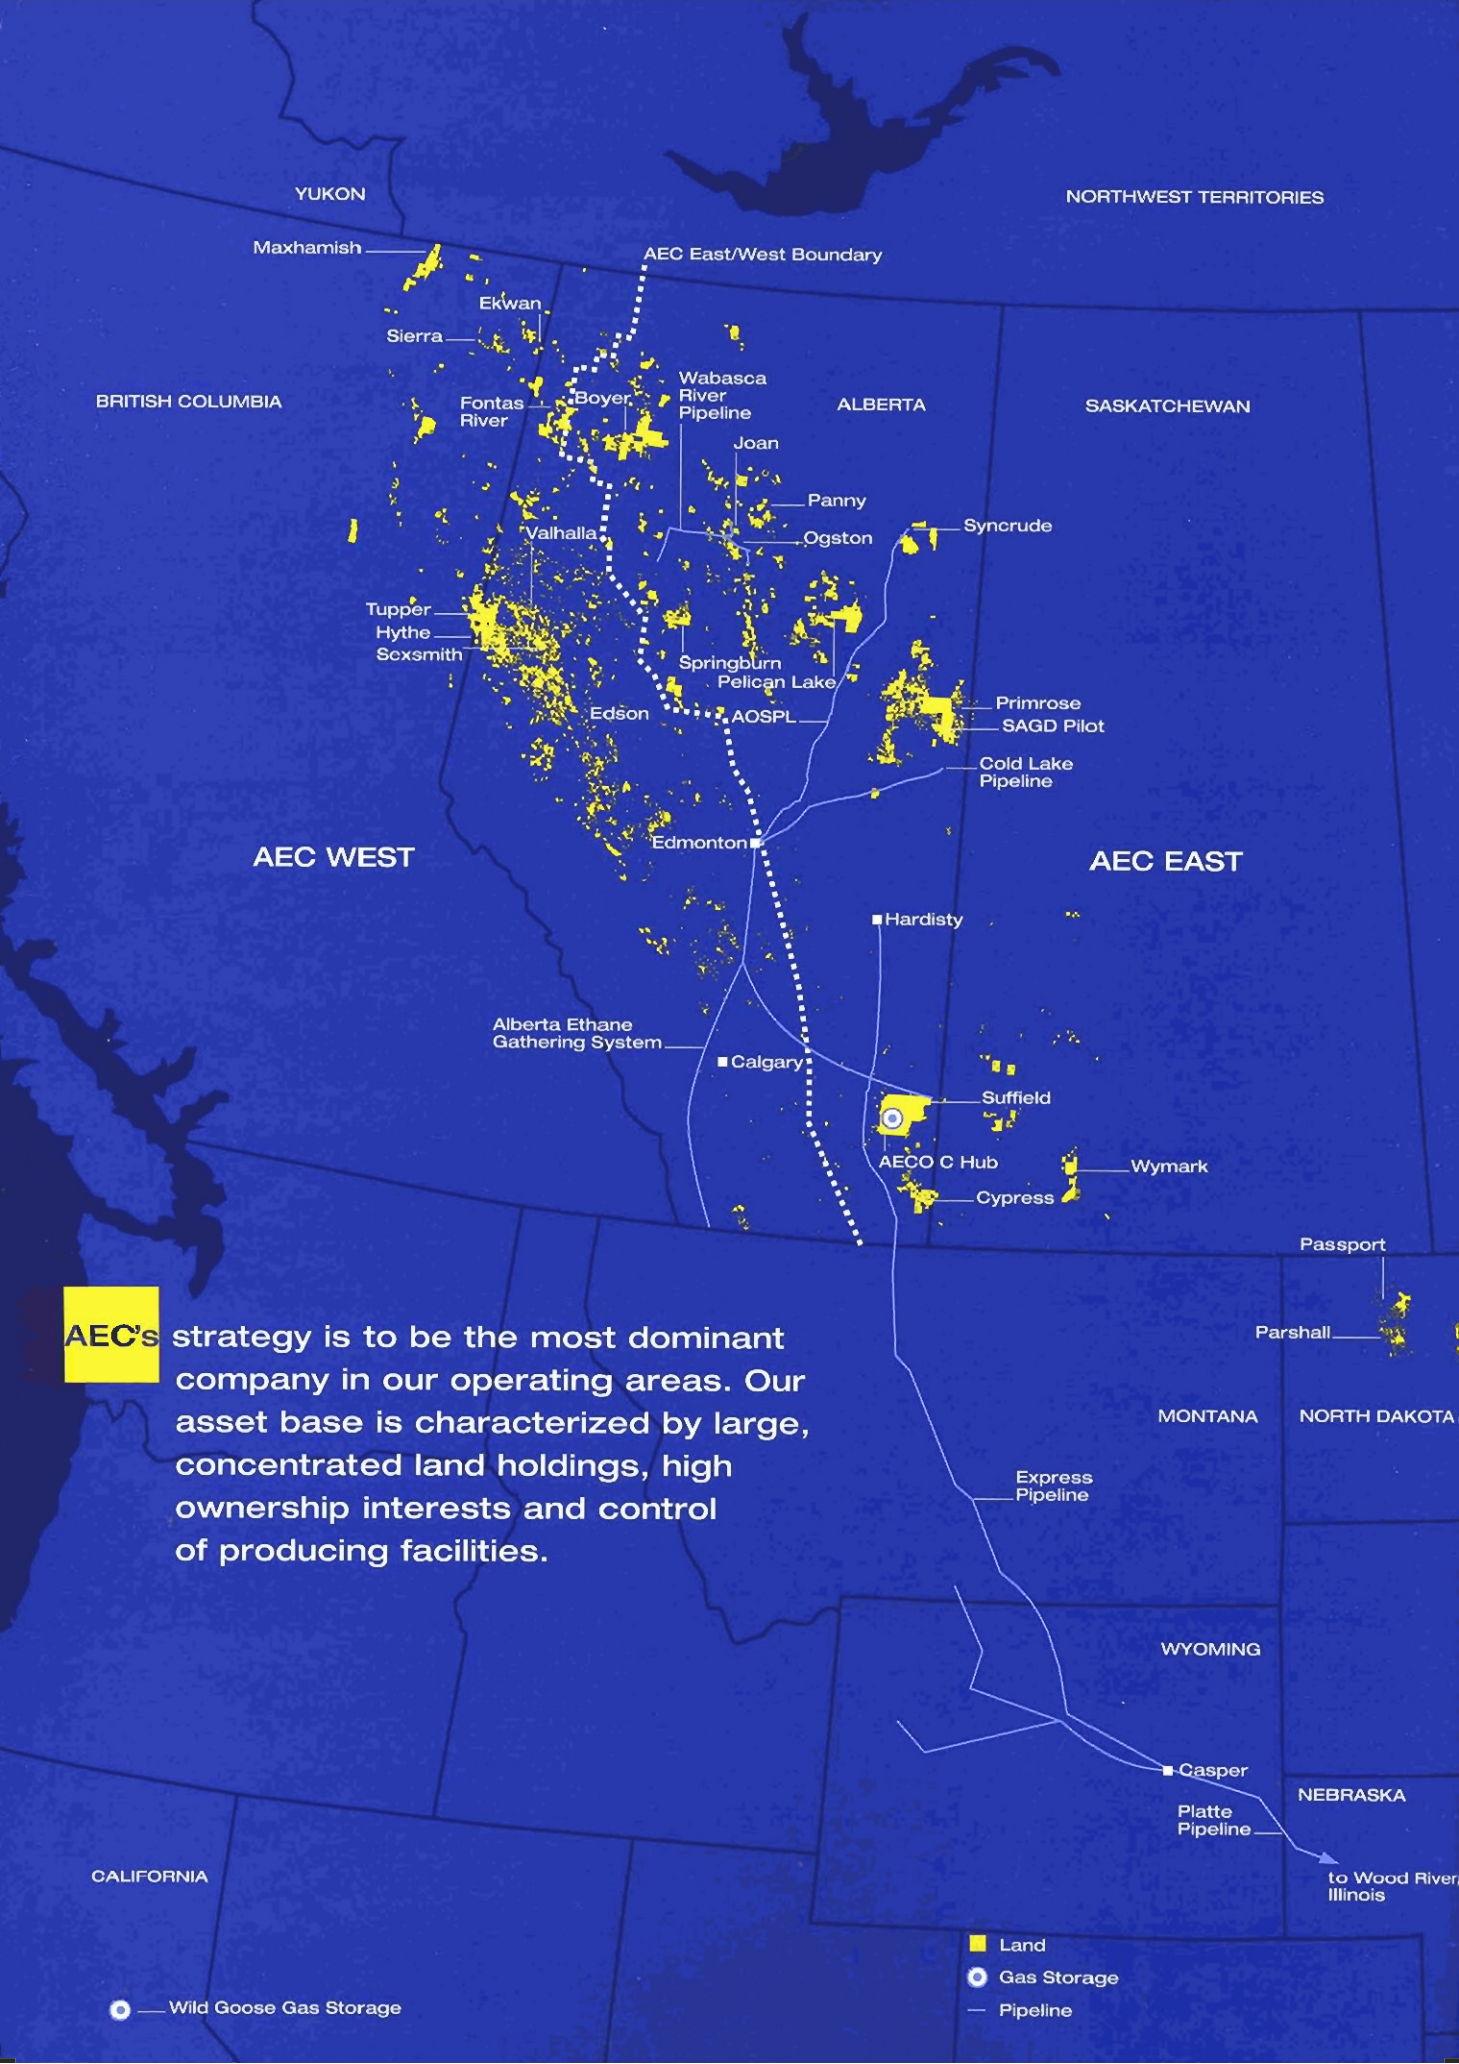 YUKON
NORTHWEST TERRITORIES
Maxhamish
AEC East/West Boundary
Ekwan
Sierra
BRITISH COLUMBIA
Fontas
River
Boyer
Wabasca
River
Pipeline
ALBERTA
SASKATCHEWAN
Joan
Panny
Valhalla
Ogston
Syncrude
Tupper
Hythe
Sexsmith
Springburn
Pelican Lake
Edson
AOSPL
Primrose
SAGD Pilot
Cold Lake
Pipeline
Edmonton
AEC WEST
AEC EAST
Hardisty
Alberta Ethane
Gathering System
Calgary
Suffield
AECO C Hub
Wymark
Cypress
Passport
Parshall
AEC's strategy is to be the most dominant
company in our operating areas. Our
asset base is characterized by large,
concentrated land holdings, high
ownership interests and control
of producing facilities.
MONTANA
NORTH DAKOTA
Express
Pipeline
WYOMING
Casper
Platte
Pipeline
NEBRASKA
to Wood River,
Illinois
CALIFORNIA
Wild Goose Gas Storage
Land
Gas Storage
Pipeline